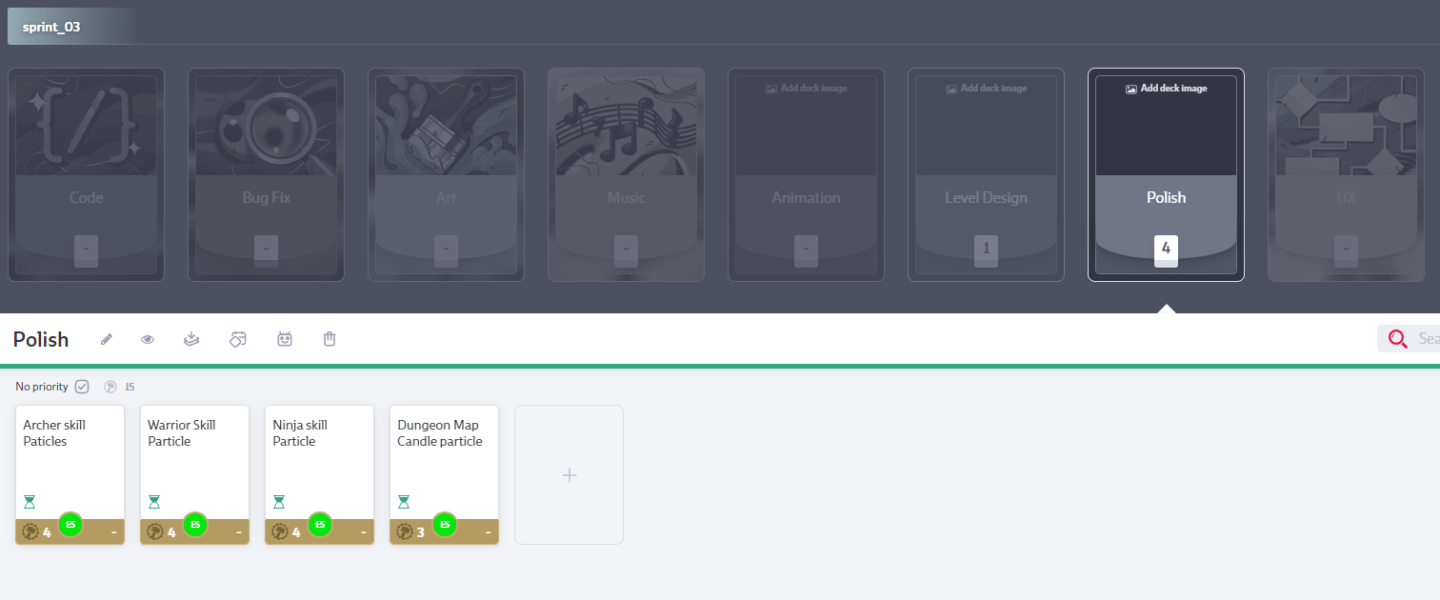 sprint_03
Add deck image
Add deck image
Add deck image
Code
Bug Fix
Art
Music
Animation
Level Design
Polish
UX
-
-
-
-
-
1
4
-
Polish
Sea
No priority
15
Archer skill
Paticles
Warrior Skill
Particle
Ninja skill
Particle
Dungeon Map
Candle particle
4
ES
-
4
ES
-
4
ES
-
3
ES
-